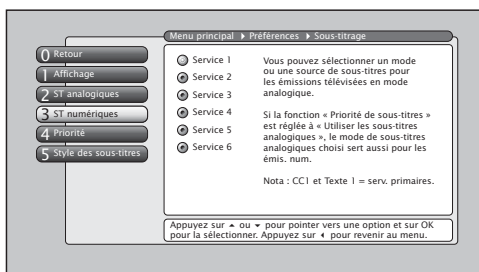 Menu principal ▸ Préférences ▸ Sous-titrage
0 Retour
1 Affichage
2 ST analogiques
3 ST numériques
4 Priorité
5 Style des sous-titres
Service 1
Service 2
Service 3
Service 4
Service 5
Service 6
Vous pouvez sélectionner un mode
ou une source de sous-titres pour
les émissions télévisées en mode
analogique.
Si la fonction « Priorité de sous-titres »
est réglée à « Utiliser les sous-titres
analogiques », le mode de sous-titres
analogiques choisi sert aussi pour les
émis. num.
Nota : CC1 et Texte 1 = serv. primaires.
Appuyez sur ▴ ou ▾ pour pointer vers une option et sur OK
pour la sélectionner. Appuyez sur ◂ pour revenir au menu.